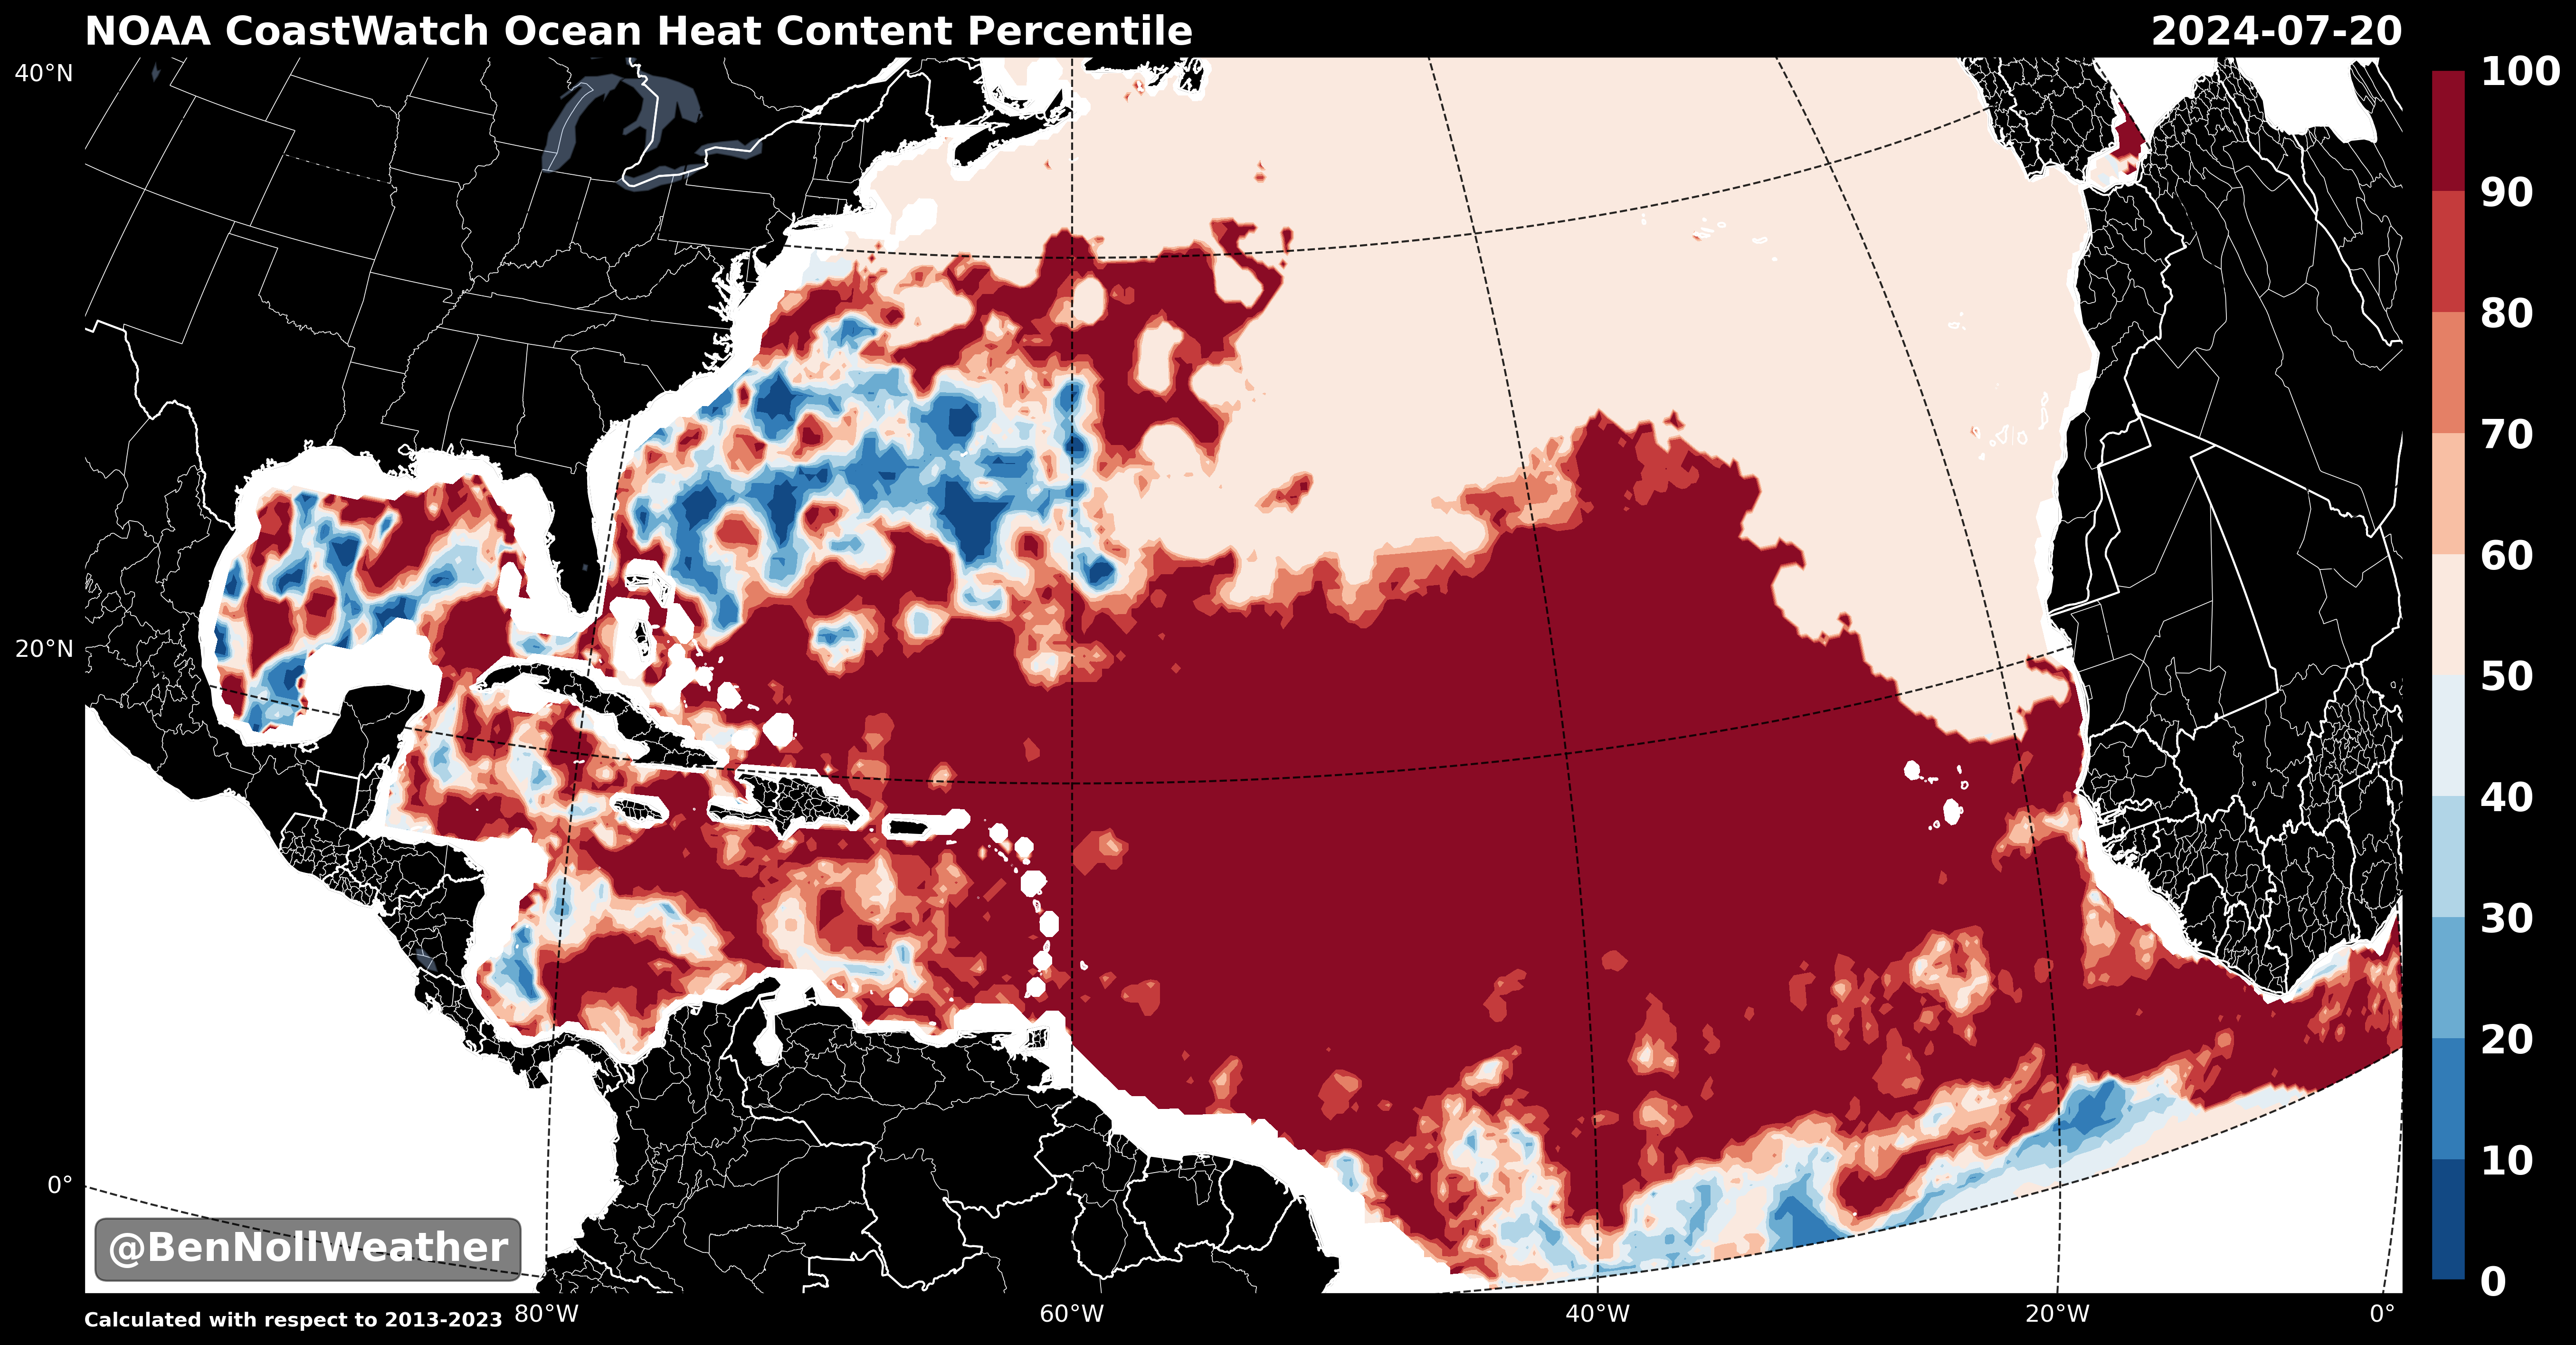 NOAA CoastWatch Ocean Heat Content Percentile 2024-07-20
40°N
20°N
0°
100
90
80
70
60
50
40
30
20
10
0
@BenNollWeather
Calculated with respect to 2013-2023
80°W 60°W 40°W 20°W 0°